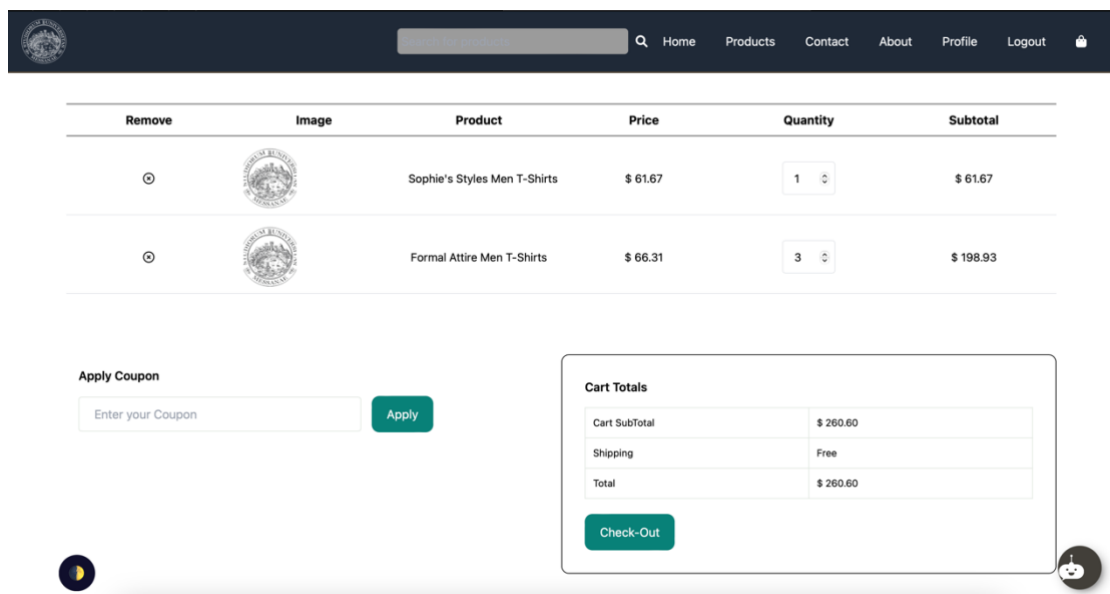 Home Products Contact About Profile Logout
Remove Image Product Price Quantity Subtotal
Sophie's Styles Men T-Shirts $ 61.67 1 $ 61.67
Formal Attire Men T-Shirts $ 66.31 3 $ 198.93
Apply Coupon
Enter your Coupon Apply
Cart Totals
Cart SubTotal $ 260.60
Shipping Free
Total $ 260.60
Check-Out